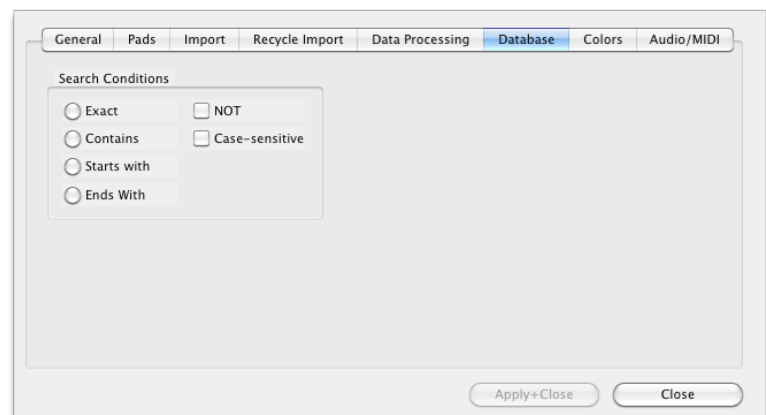 General Pads Import Recycle Import Data Processing Database Colors Audio/MIDI
Search Conditions
Exact NOT
Contains Case-sensitive
Starts with
Ends With
Apply+Close Close